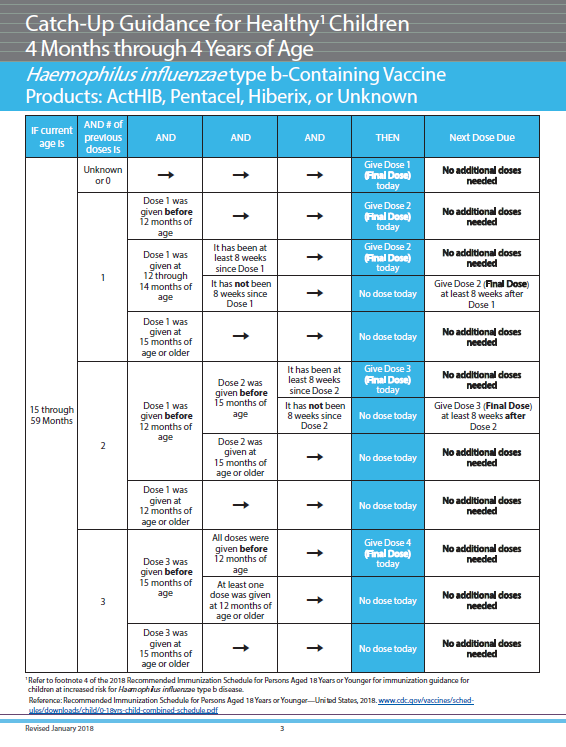 Catch-Up Guidance for Healthy¹ Children
4 Months through 4 Years of Age
Haemophilus influenzae type b-Containing Vaccine
Products: ActHIB, Pentacel, Hiberix, or Unknown
IF current
age is
AND # of
previous
doses is
AND
AND
AND
THEN
Next Dose Due
15 through
59 Months
Unknown
or 0
→
→
→
Give Dose 1
(Final Dose)
today
No additional doses
needed
1
Dose 1 was
given before
12 months of
age
→
→
Give Dose 2
(Final Dose)
today
No additional doses
needed
Dose 1 was
given at
12 through
14 months of
age
It has been at
least 8 weeks
since Dose 1
→
Give Dose 2
(Final Dose)
today
No additional doses
needed
It has not been
8 weeks since
Dose 1
→
No dose today
Give Dose 2 (Final Dose)
at least 8 weeks after
Dose 1
Dose 1 was
given at
15 months of
age or older
→
→
No dose today
No additional doses
needed
2
Dose 1 was
given before
12 months of
age
Dose 2 was
given before
15 months of
age
It has been at
least 8 weeks
since Dose 2
Give Dose 3
(Final Dose)
today
No additional doses
needed
It has not been
8 weeks since
Dose 2
No dose today
Give Dose 3 (Final Dose)
at least 8 weeks after
Dose 2
Dose 2 was
given at
15 months of
age or older
→
No dose today
No additional doses
needed
Dose 1 was
given at
12 months of
age or older
→
→
No dose today
No additional doses
needed
3
Dose 3 was
given before
15 months of
age
All doses were
given before
12 months of
age
→
Give Dose 4
(Final Dose)
today
No additional doses
needed
At least one
dose was given
at 12 months of
age or older
→
No dose today
No additional doses
needed
Dose 3 was
given at
15 months of
age or older
→
→
No dose today
No additional doses
needed
¹Refer to footnote 4 of the 2018 Recommended Immunization Schedule for Persons Aged 18 Years or Younger for immunization guidance for
children at increased risk for Haemophilus influenzae type b disease.
Reference: Recommended Immunization Schedule for Persons Aged 18 Years or Younger—United States, 2018. www.cdc.gov/vaccines/sched-
ules/downloads/child/0-18yrs-child-combined-schedule.pdf
Revised January 2018
3